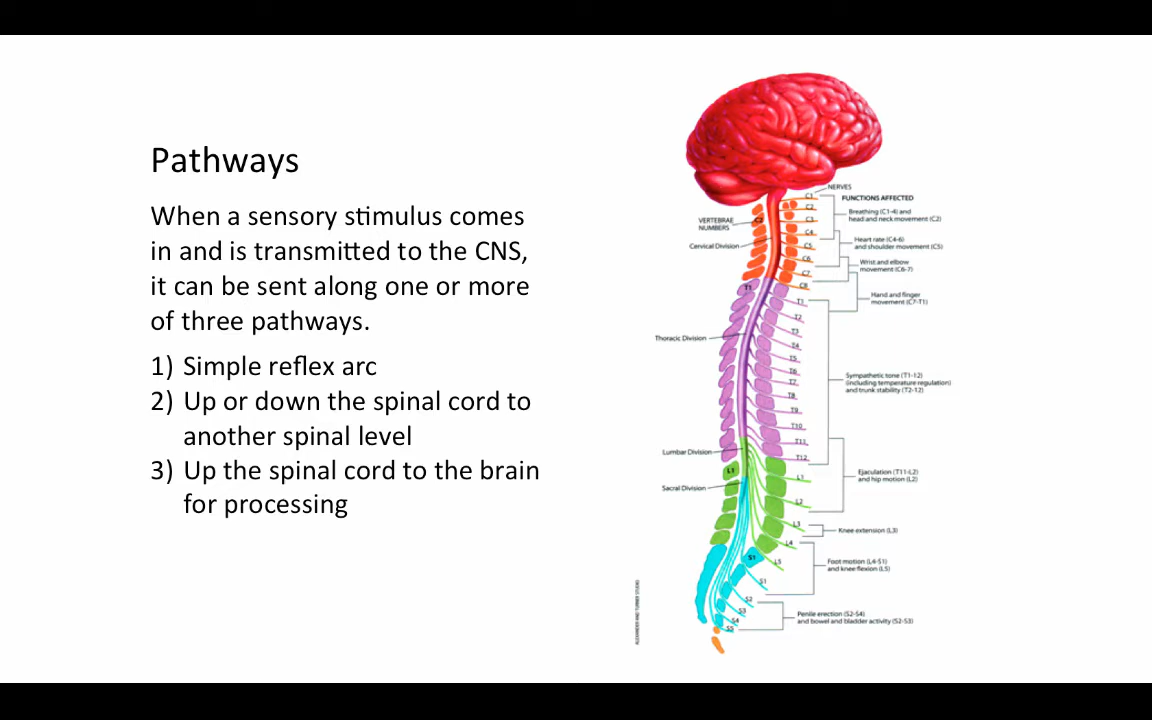 Pathways
When a sensory stimulus comes
in and is transmitted to the CNS,
it can be sent along one or more
of three pathways.
1) Simple reflex arc
2) Up or down the spinal cord to
another spinal level
3) Up the spinal cord to the brain
for processing
NERVES
FUNCTIONS AFFECTED
C1
C2
C3
C4
C5
C6
C7
C8
Breathing (C1-4) and
head and neck movement (C2)
VERTEBRAE
NUMBERS
C2
Cervical Division
Heart rate (C4-6)
and shoulder movement (C5)
Wrist and elbow
movement (C6-7)
Hand and finger
movement (C7-T1)
T1
T1
T2
T3
T4
T5
T6
T7
T8
T9
T10
T11
T12
Thoracic Division
Sympathetic tone (T1-12)
(including temperature regulation)
and trunk stability (T2-12)
Lumbar Division
L1
L1
L2
L3
L4
L5
Sacral Division
Ejaculation (T11-L2)
and hip motion (L2)
Knee extension (L3)
S1
S1
S2
S3
S4
S5
Foot motion (L4-S1)
and knee flexion (L5)
Penile erection (S2-S4)
and bowel and bladder activity (S2-S3)
ALEXANDER AND TURNER STUDIO